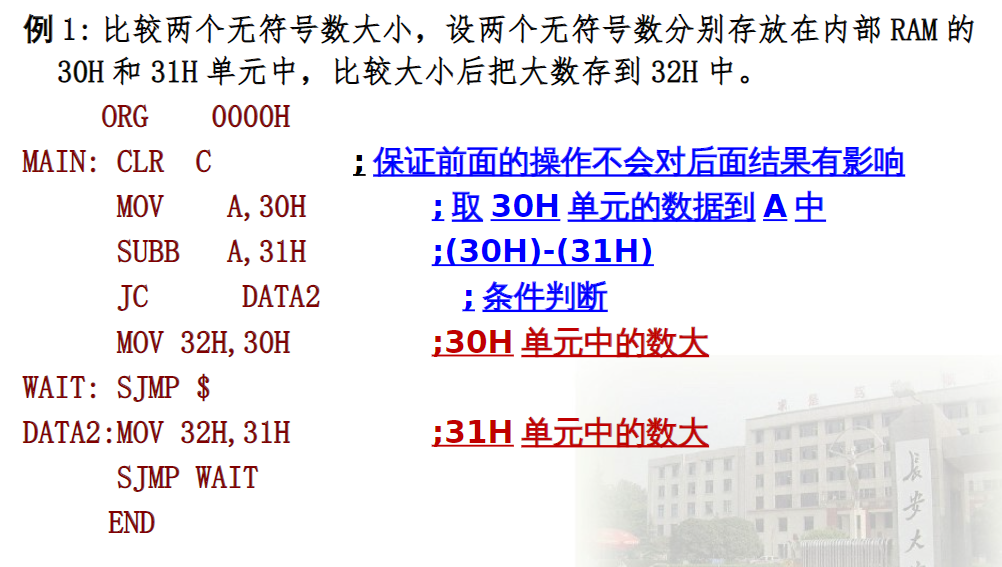 例 1: 比较两个无符号数大小，设两个无符号数分别存放在内部 RAM 的
30H 和 31H 单元中，比较大小后把大数存到 32H 中。
ORG 0000H
MAIN: CLR C ; 保证前面的操作不会对后面结果有影响
MOV A,30H ; 取 30H 单元的数据到 A 中
SUBB A,31H ;(30H)-(31H)
JC DATA2 ; 条件判断
MOV 32H,30H ;30H 单元中的数大
WAIT: SJMP $
DATA2:MOV 32H,31H ;31H 单元中的数大
SJMP WAIT
END
长安大